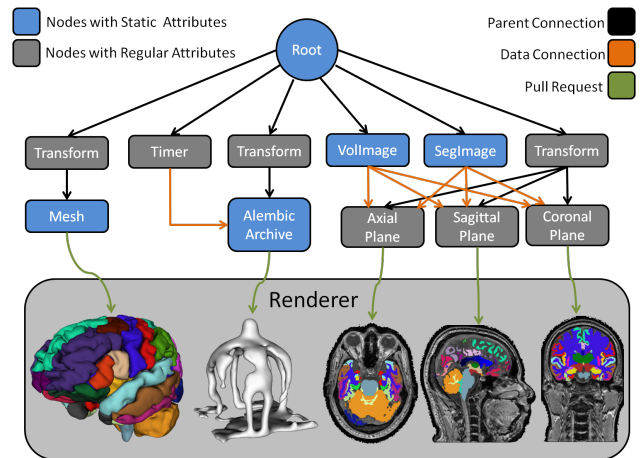 Nodes with Static Attributes
Nodes with Regular Attributes
Root
Parent Connection
Data Connection
Pull Request
Transform
Timer
Transform
VolImage
SegImage
Transform
Mesh
Alembic
Archive
Axial
Plane
Sagittal
Plane
Coronal
Plane
Renderer